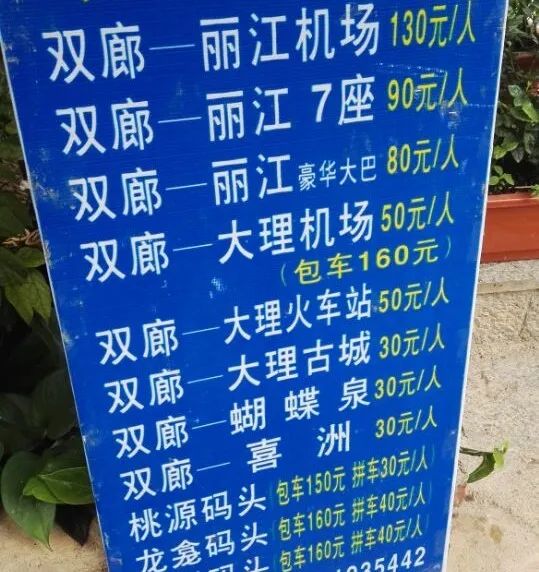 双廊—丽江机场 130元/人
双廊—丽江 7座 90元/人
双廊—丽江 豪华大巴 80元/人
双廊—大理机场 50元/人
(包车160元)
双廊—大理火车站 50元/人
双廊—大理古城 30元/人
双廊—蝴蝶泉 30元/人
双廊—喜洲 30元/人
桃源码头(包车150元 拼车30元/人)
龙龛码头(包车160元 拼车40元/人)
码头(包车160元 拼车40元/人)
035442